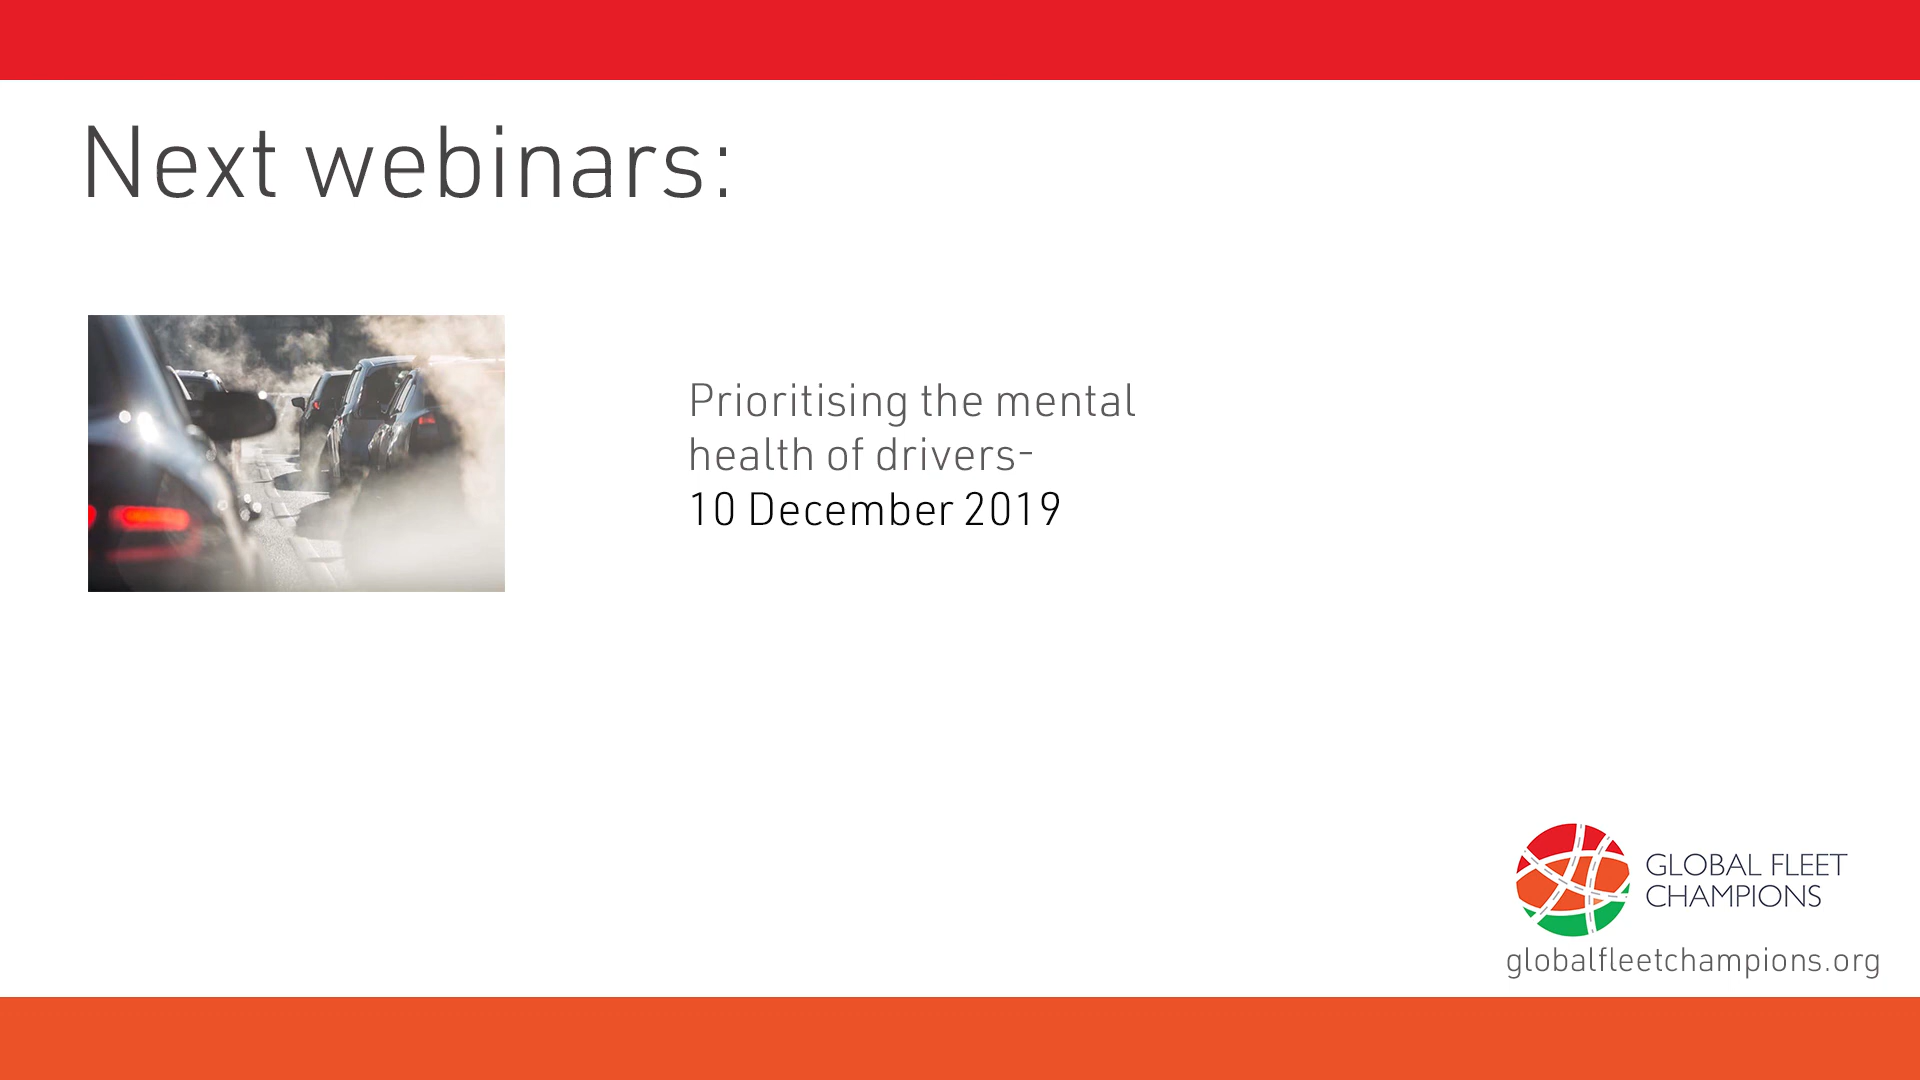 Next webinars:
Prioritising the mental
health of drivers-
10 December 2019
GLOBAL FLEET
CHAMPIONS
globalfleetchampions.org